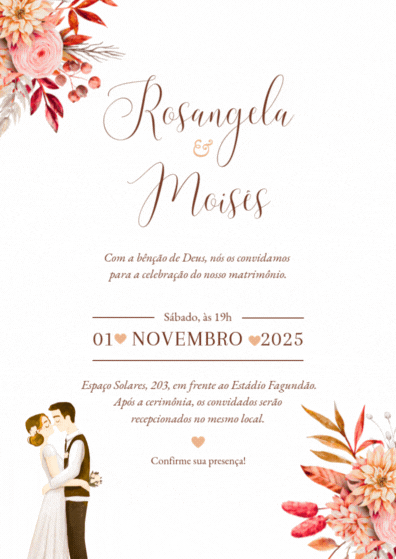 Rosangela
&
Moisés
Com a bênção de Deus, nós os convidamos
para a celebração do nosso matrimônio.
Sábado, às 19h
01 NOVEMBRO 2025
Espaço Solares, 203, em frente ao Estádio Fagundão.
Após a cerimônia, os convidados serão
recepcionados no mesmo local.
Confirme sua presença!